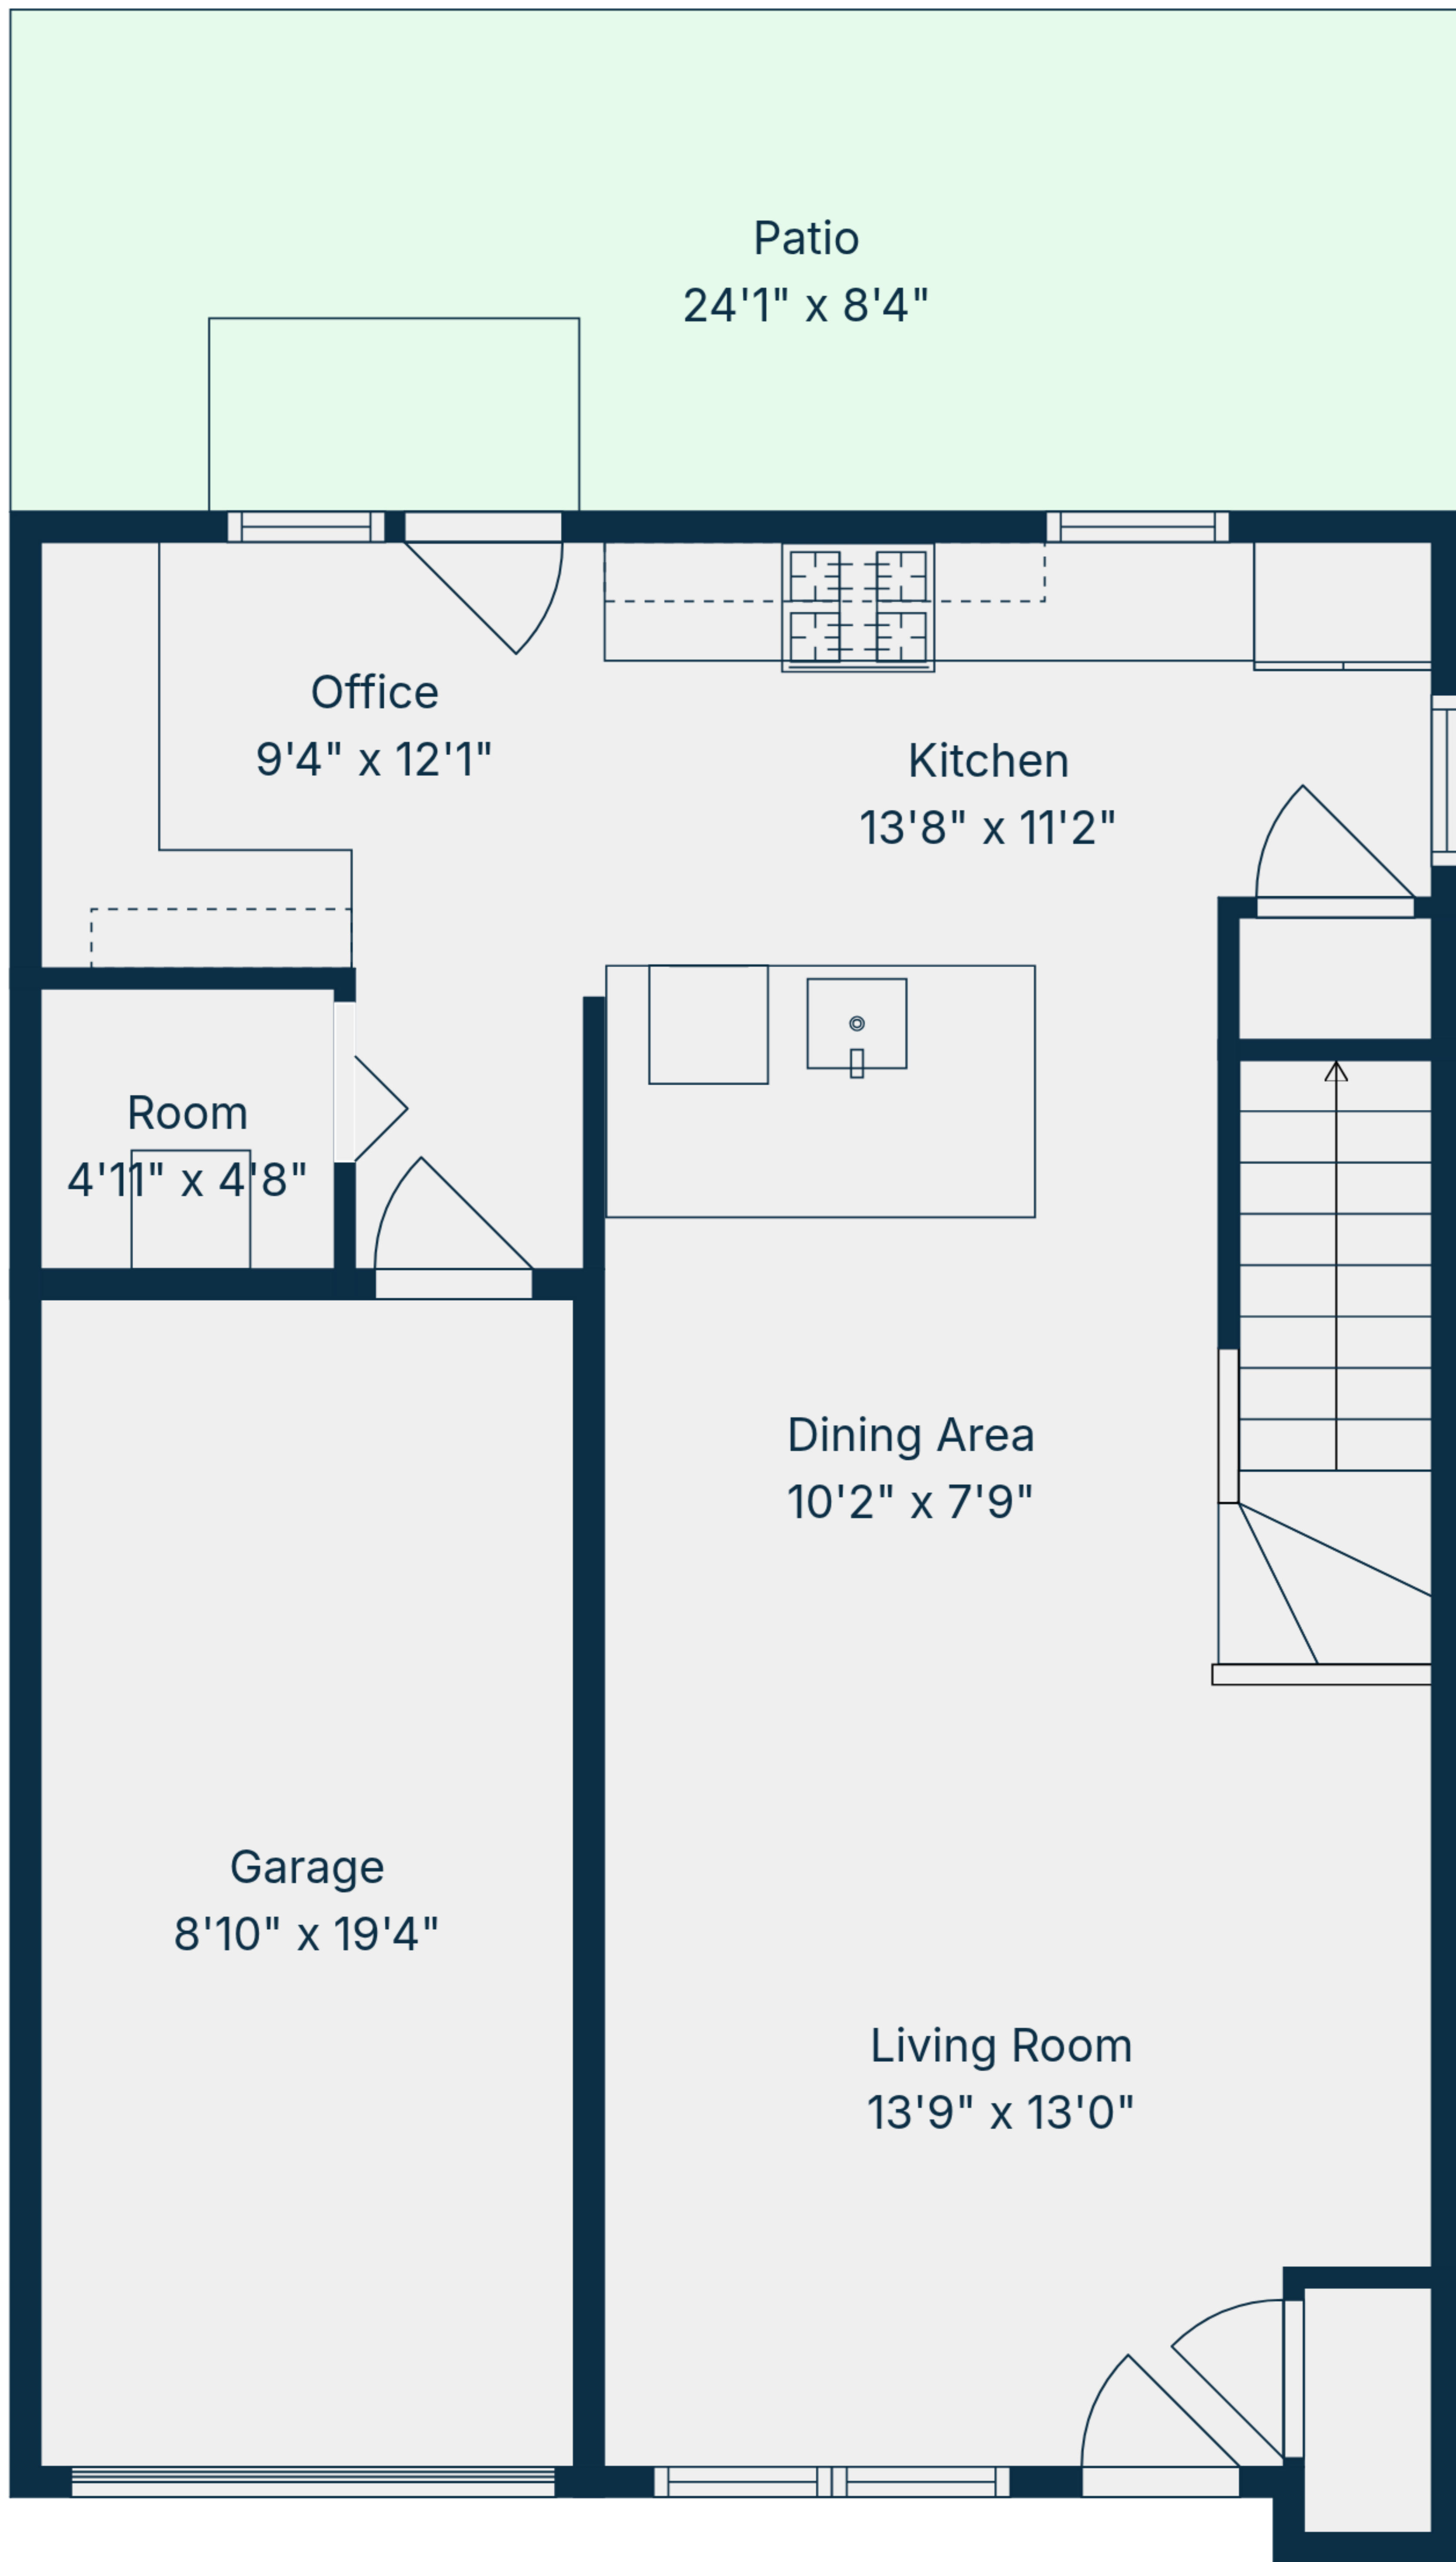 Patio
24'1" x 8'4"
Office
9'4" x 12'1"
Kitchen
13'8" x 11'2"
Room
4'11" x 4'8"
Dining Area
10'2" x 7'9"
Garage
8'10" x 19'4"
Living Room
13'9" x 13'0"